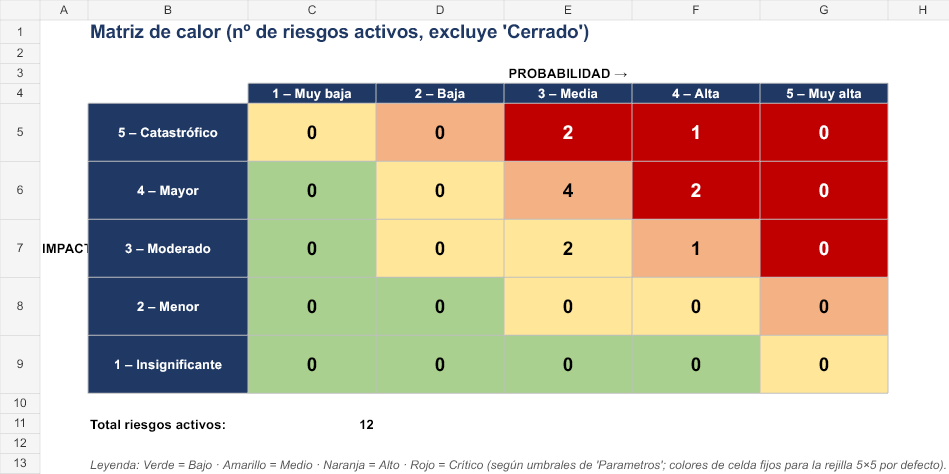 A B C D E F G H
1 Matriz de calor (nº de riesgos activos, excluye 'Cerrado')
2
3 PROBABILIDAD →
4 1 – Muy baja 2 – Baja 3 – Media 4 – Alta 5 – Muy alta
5 5 – Catastrófico 0 0 2 1 0
6 4 – Mayor 0 0 4 2 0
7 IMPACT 3 – Moderado 0 0 2 1 0
8 2 – Menor 0 0 0 0 0
9 1 – Insignificante 0 0 0 0 0
10
11 Total riesgos activos: 12
12
13 Leyenda: Verde = Bajo · Amarillo = Medio · Naranja = Alto · Rojo = Crítico (según umbrales de 'Parametros'; colores de celda fijos para la rejilla 5×5 por defecto).